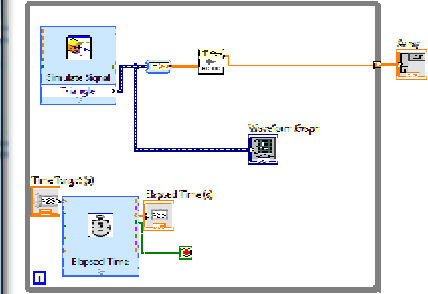 Array
Simulate Signal
Triangle
Waveform Graph
Time Target (s)
Elapsed Time (s)
Elapsed Time
i